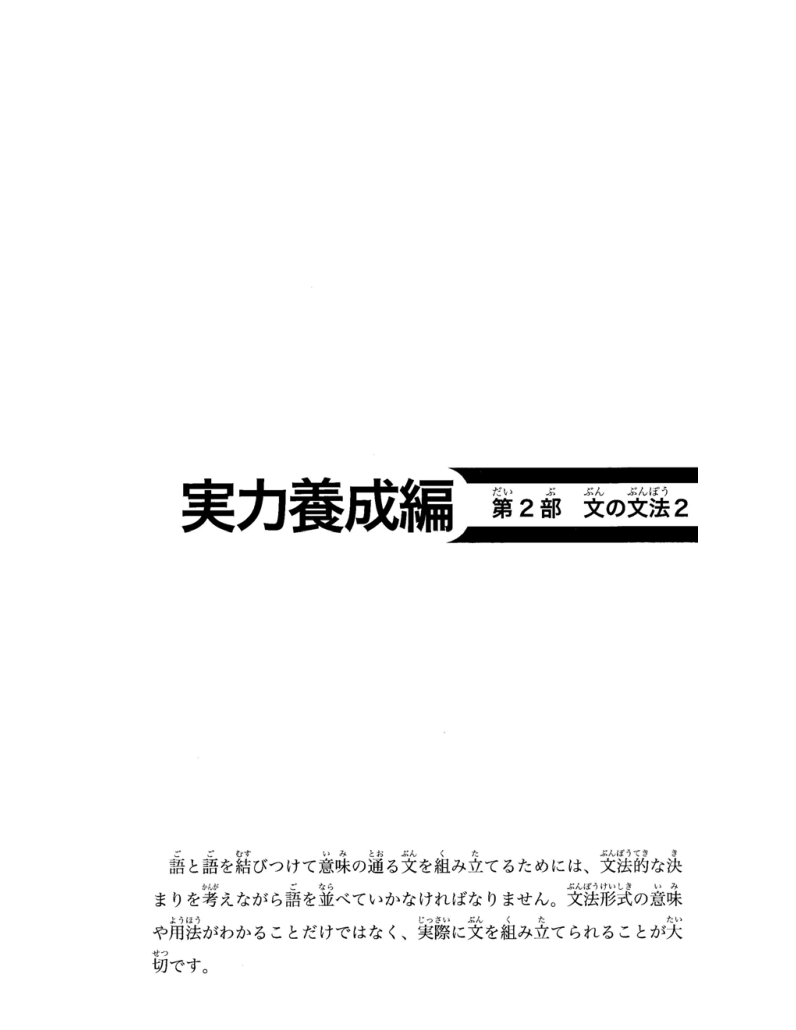 実力養成編
第2部 文の文法2
語と語を結びつけて意味の通る文を組み立てるためには、文法的な決
まりを考えながら語を並べていかなければなりません。文法形式の意味
や用法がわかることだけではなく、実際に文を組み立てられることが大
切です。